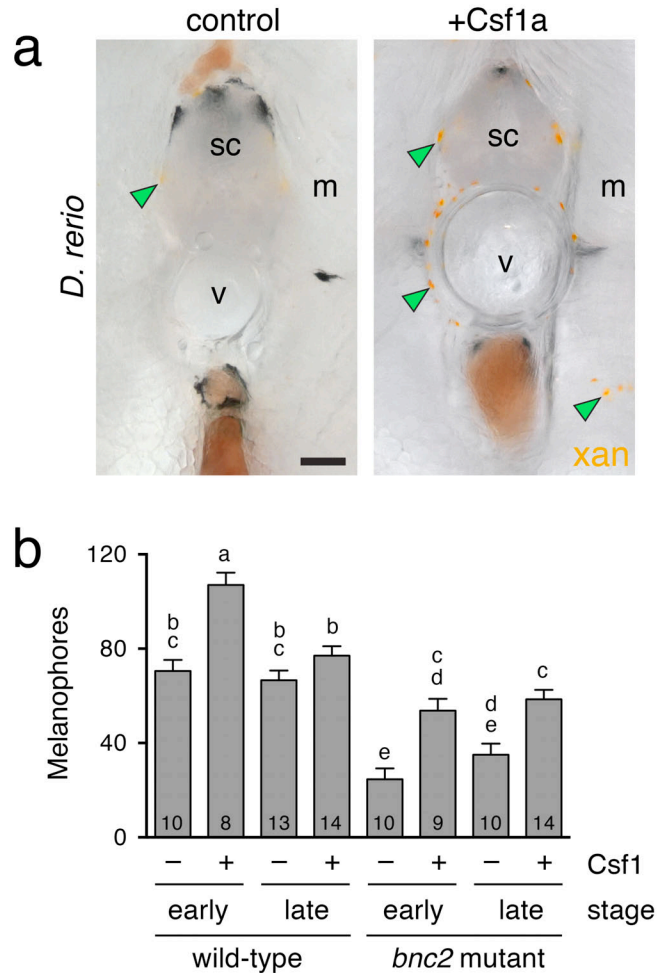 a
control
+Csf1a
D. rerio
sc
m
v
sc
m
v
xan
b
Melanophores
120
80
40
0
b
c
a
b
c
b
e
c
d
d
e
c
10
8
13
14
10
9
10
14
− + − + − + − + Csf1
early late early late stage
wild-type bnc2 mutant